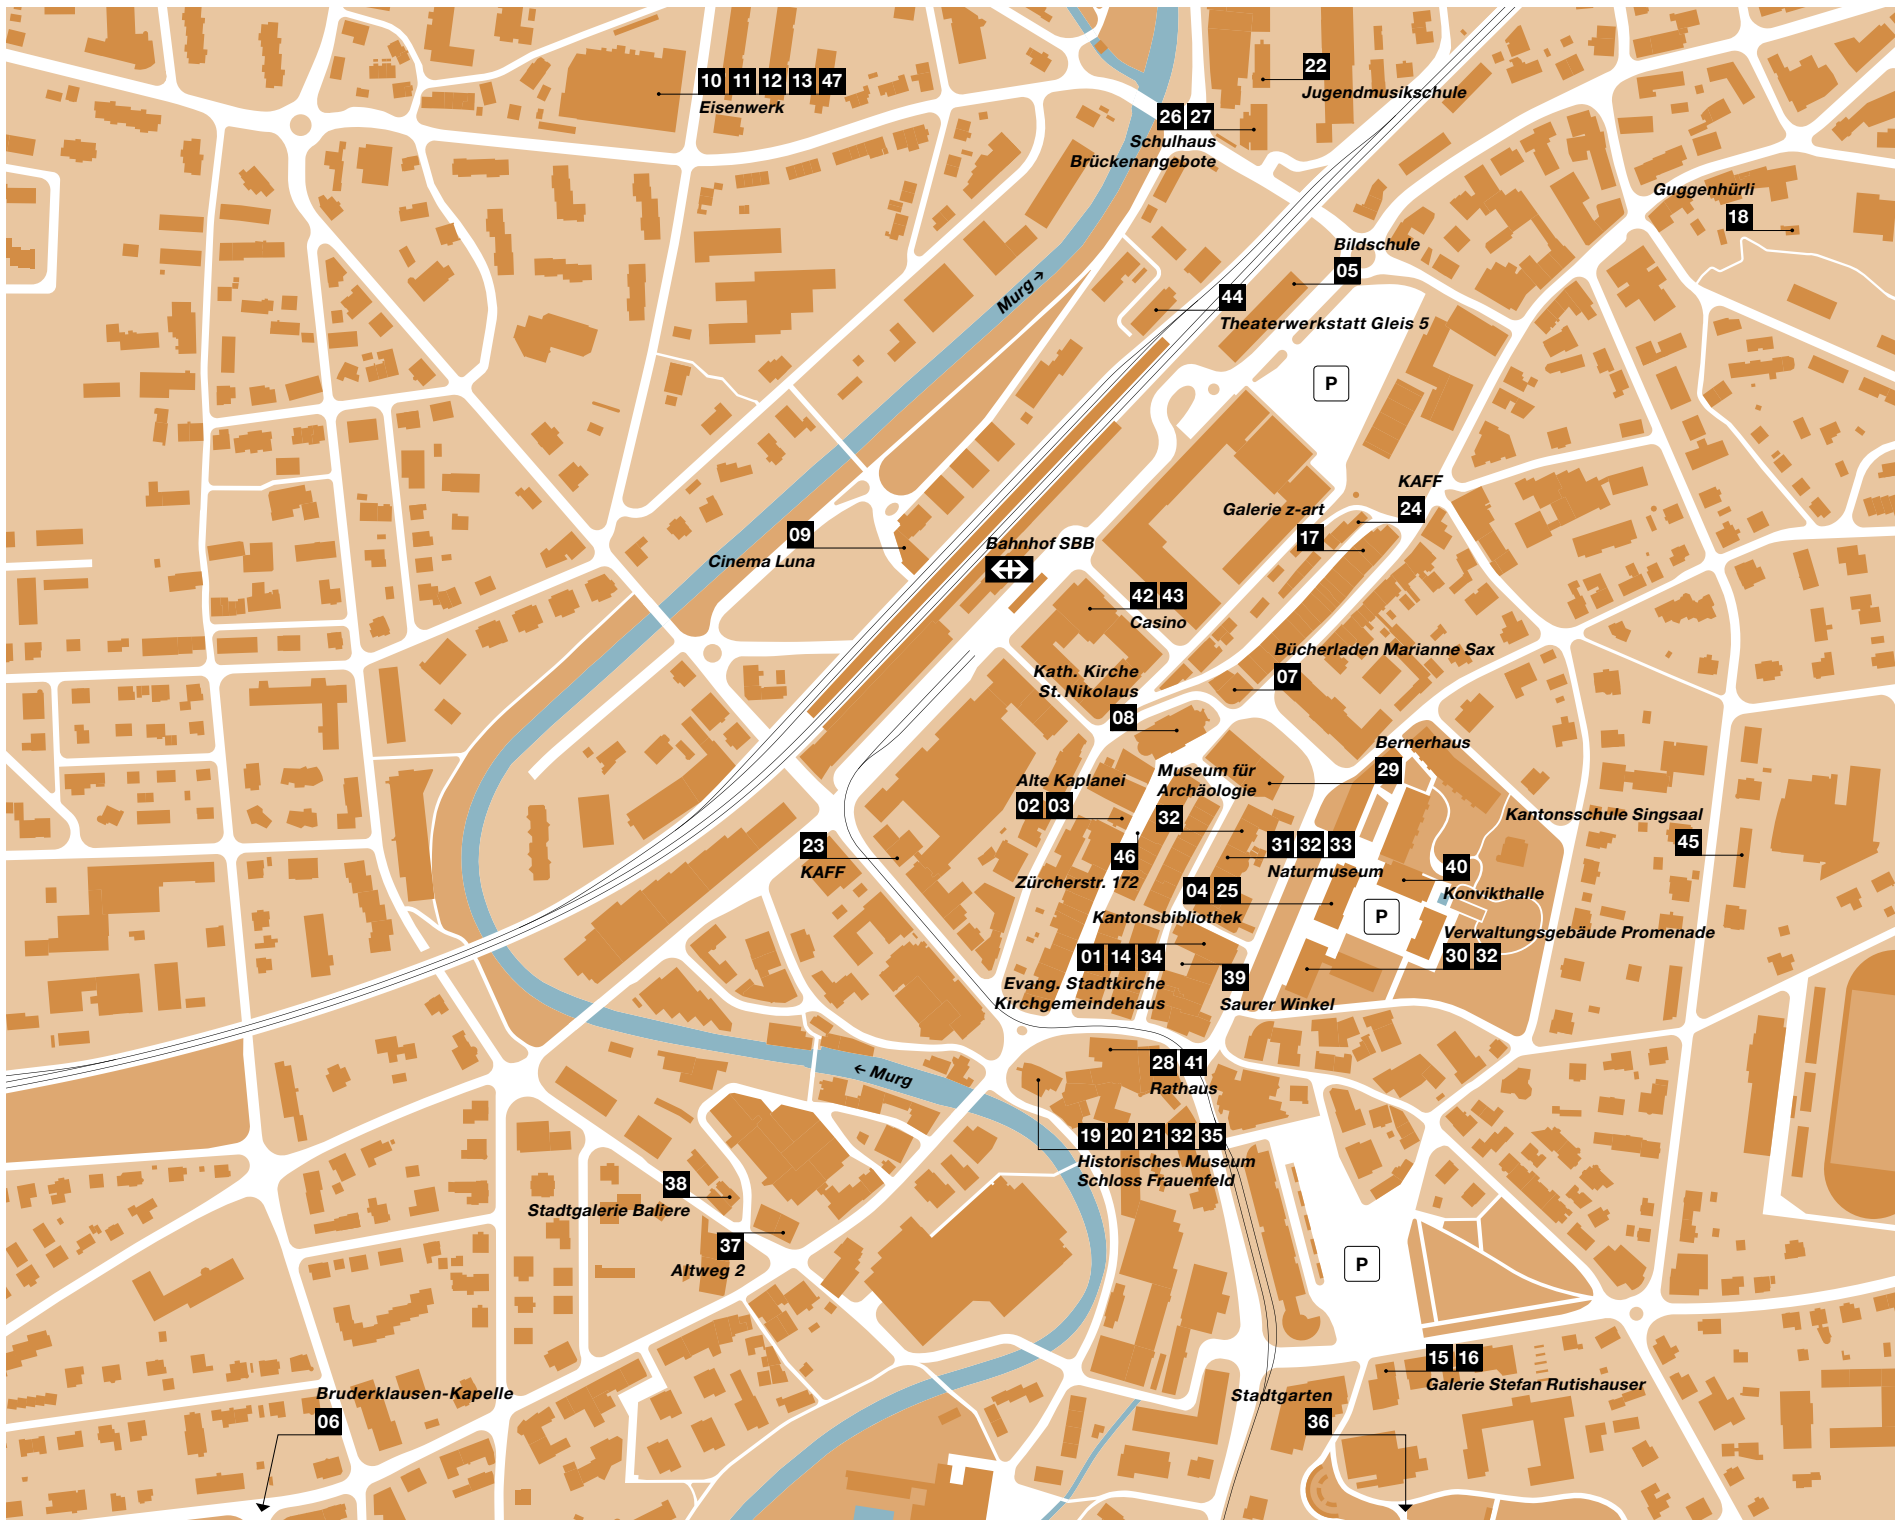 10 11 12 13 47
Eisenwerk
22
Jugendmusikschule
26 27
Schulhaus
Brückenangebote
Guggenhürli
18
Bildschule
05
Murg →
44
Theaterwerkstatt Gleis 5
P
KAFF
24
Galerie z-art
17
09
Cinema Luna
Bahnhof SBB
42 43
Casino
Bücherladen Marianne Sax
07
Kath. Kirche
St. Nikolaus
08
Bernerhaus
29
Museum für
Archäologie
32
Alte Kaplanei
02 03
Kantonsschule Singsaal
45
23
KAFF
46
Zürcherstr. 172
31 32 33
Naturmuseum
40
Konvikthalle
04 25
Kantonsbibliothek
P
Verwaltungsgebäude Promenade
30 32
01 14 34
Evang. Stadtkirche
Kirchgemeindehaus
39
Saurer Winkel
← Murg
28 41
Rathaus
19 20 21 32 35
Historisches Museum
Schloss Frauenfeld
38
Stadtgalerie Baliere
37
Altweg 2
P
15 16
Galerie Stefan Rutishauser
Stadtgarten
36
Bruderklausen-Kapelle
06